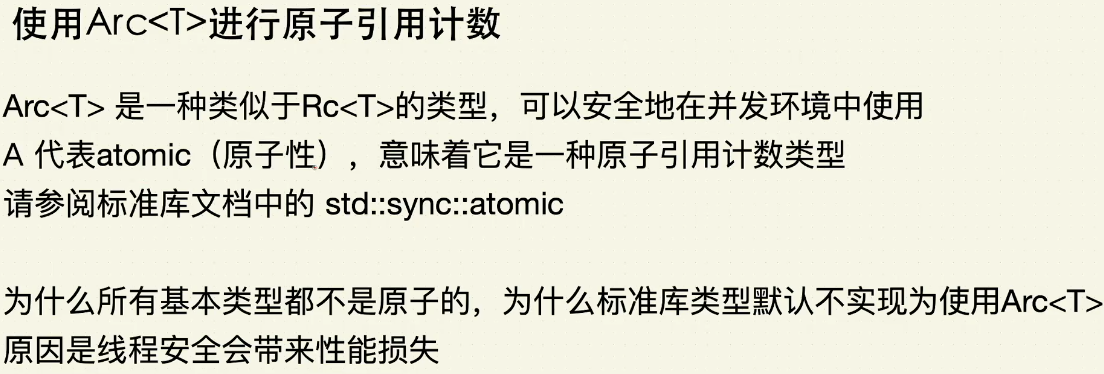 使用Arc<T>进行原子引用计数
Arc<T> 是一种类似于Rc<T>的类型，可以安全地在并发环境中使用
A 代表atomic（原子性），意味着它是一种原子引用计数类型
请参阅标准库文档中的 std::sync::atomic
为什么所有基本类型都不是原子的，为什么标准库类型默认不实现为使用Arc<T>
原因是线程安全会带来性能损失